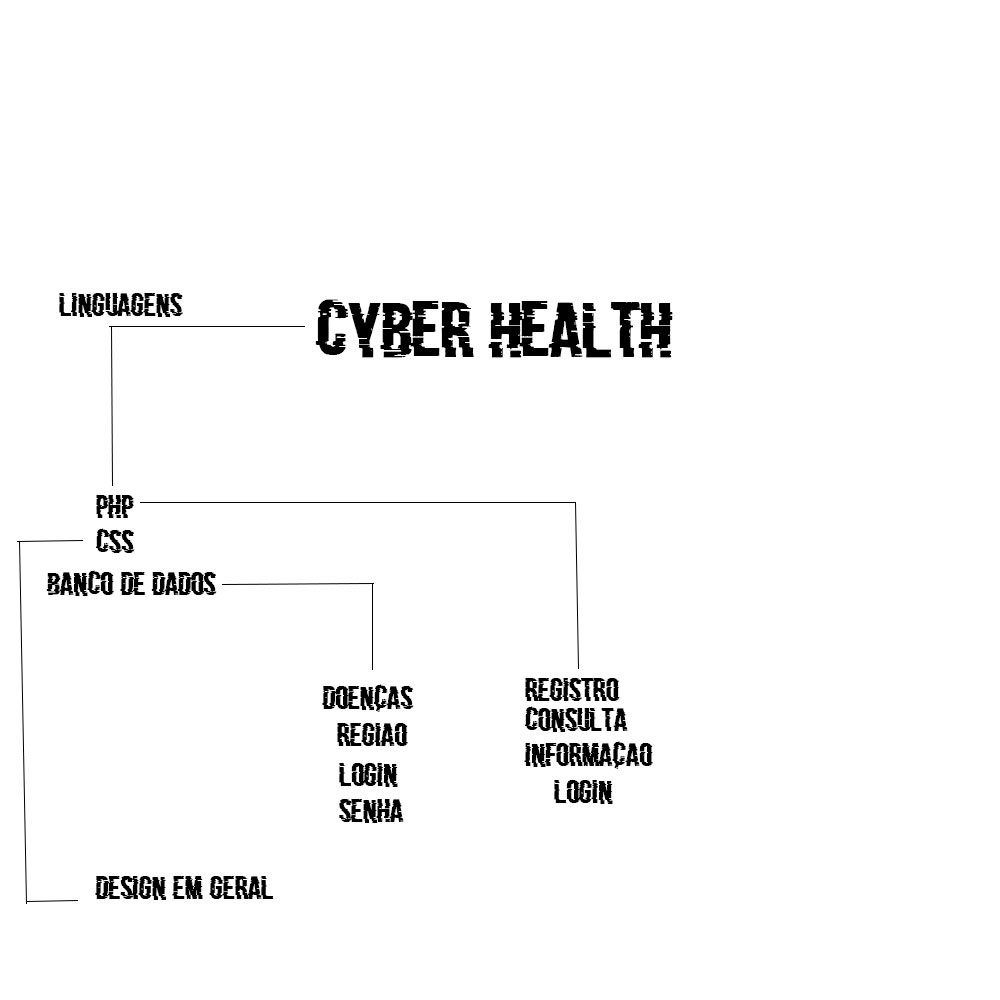 LINGUAGENS
CYBER HEALTH
PHP
CSS
BANCO DE DADOS
DOENÇAS
REGIAO
LOGIN
SENHA
REGISTRO
CONSULTA
INFORMAÇAO
LOGIN
DESIGN EM GERAL